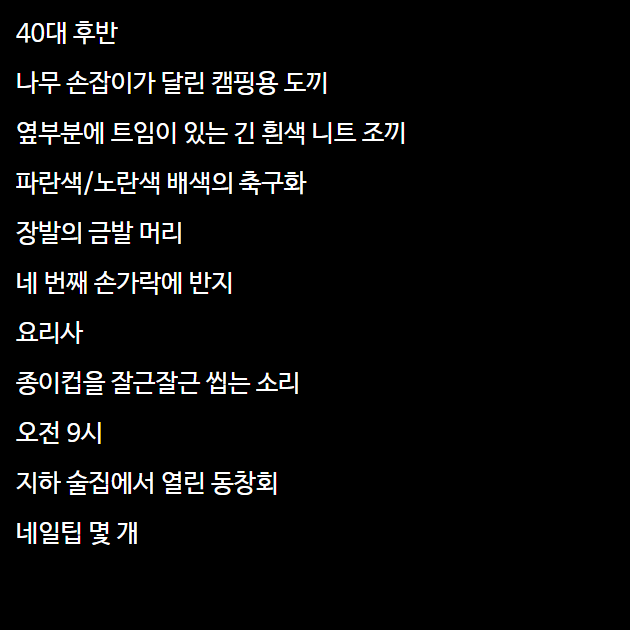 40대 후반
나무 손잡이가 달린 캠핑용 도끼
옆부분에 트임이 있는 긴 흰색 니트 조끼
파란색/노란색 배색의 축구화
장발의 금발 머리
네 번째 손가락에 반지
요리사
종이컵을 잘근잘근 씹는 소리
오전 9시
지하 술집에서 열린 동창회
네일팁 몇 개